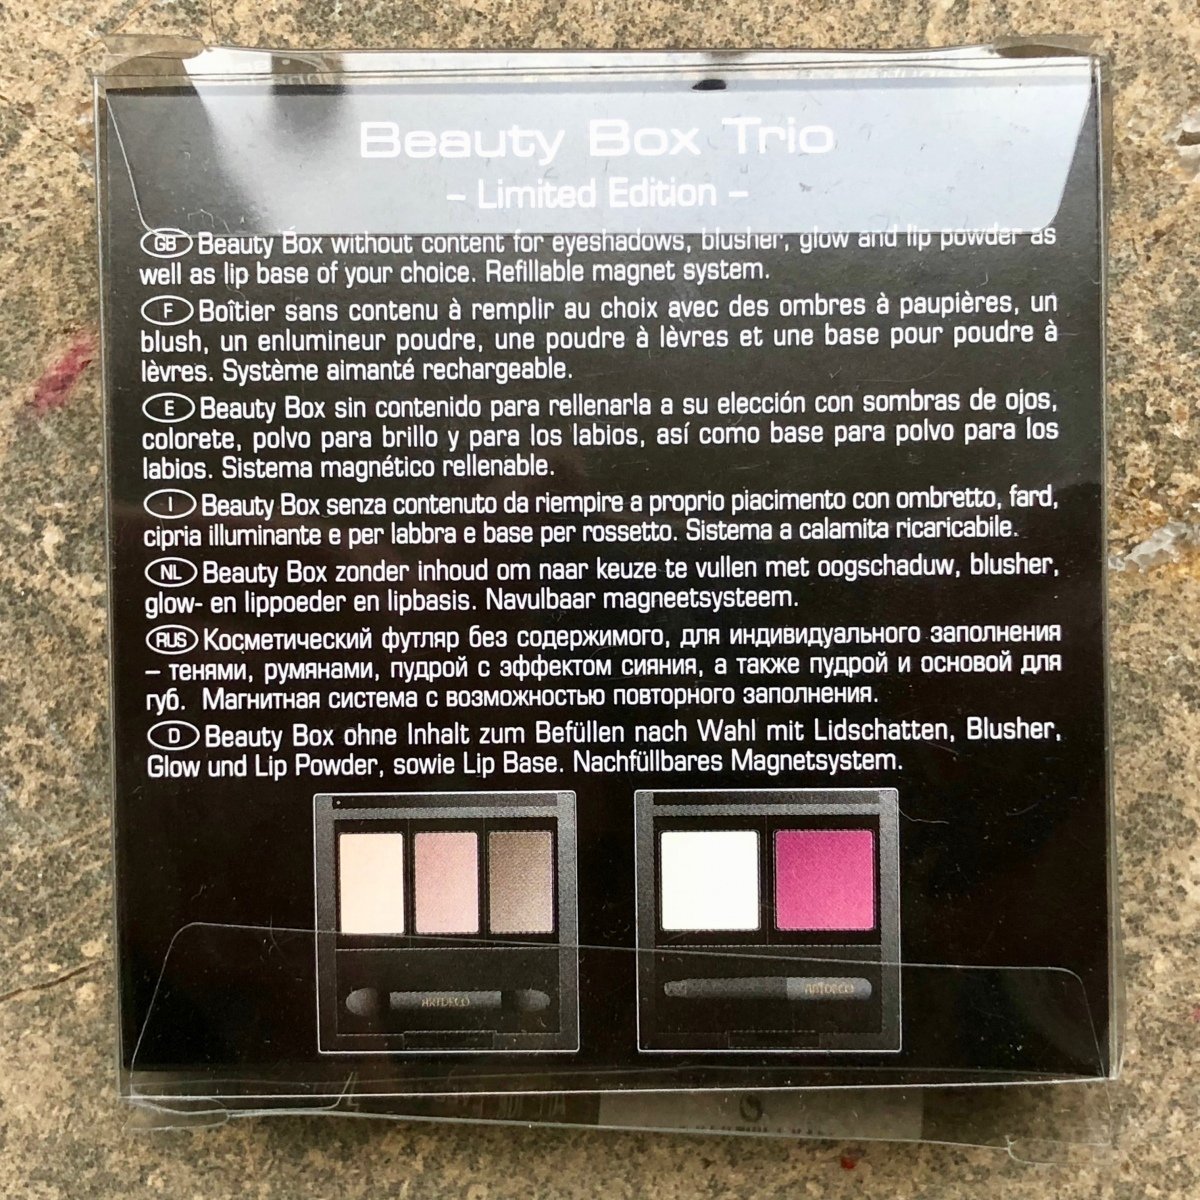 Beauty Box Trio
– Limited Edition –
GB Beauty Box without content for eyeshadows, blusher, glow and lip powder as
well as lip base of your choice. Refillable magnet system.
F Boîtier sans contenu à remplir au choix avec des ombres à paupières, un
blush, un enlumineur poudre, une poudre à lèvres et une base pour poudre à
lèvres. Système aimanté rechargeable.
E Beauty Box sin contenido para rellenarla a su elección con sombras de ojos,
colorete, polvo para brillo y para los labios, así como base para polvo para los
labios. Sistema magnético rellenable.
I Beauty Box senza contenuto da riempire a proprio piacimento con ombretto, fard,
cipria illuminante e per labbra e base per rossetto. Sistema a calamita ricaricabile.
NL Beauty Box zonder inhoud om naar keuze te vullen met oogschaduw, blusher,
glow- en lippoeder en lipbasis. Navulbaar magneetsysteem.
RUS Косметический футляр без содержимого, для индивидуального заполнения
– тенями, румянами, пудрой с эффектом сияния, а также пудрой и основой для
губ. Магнитная система с возможностью повторного заполнения.
D Beauty Box ohne Inhalt zum Befüllen nach Wahl mit Lidschatten, Blusher,
Glow und Lip Powder, sowie Lip Base. Nachfüllbares Magnetsystem.
ARTDECO
ARTDECO